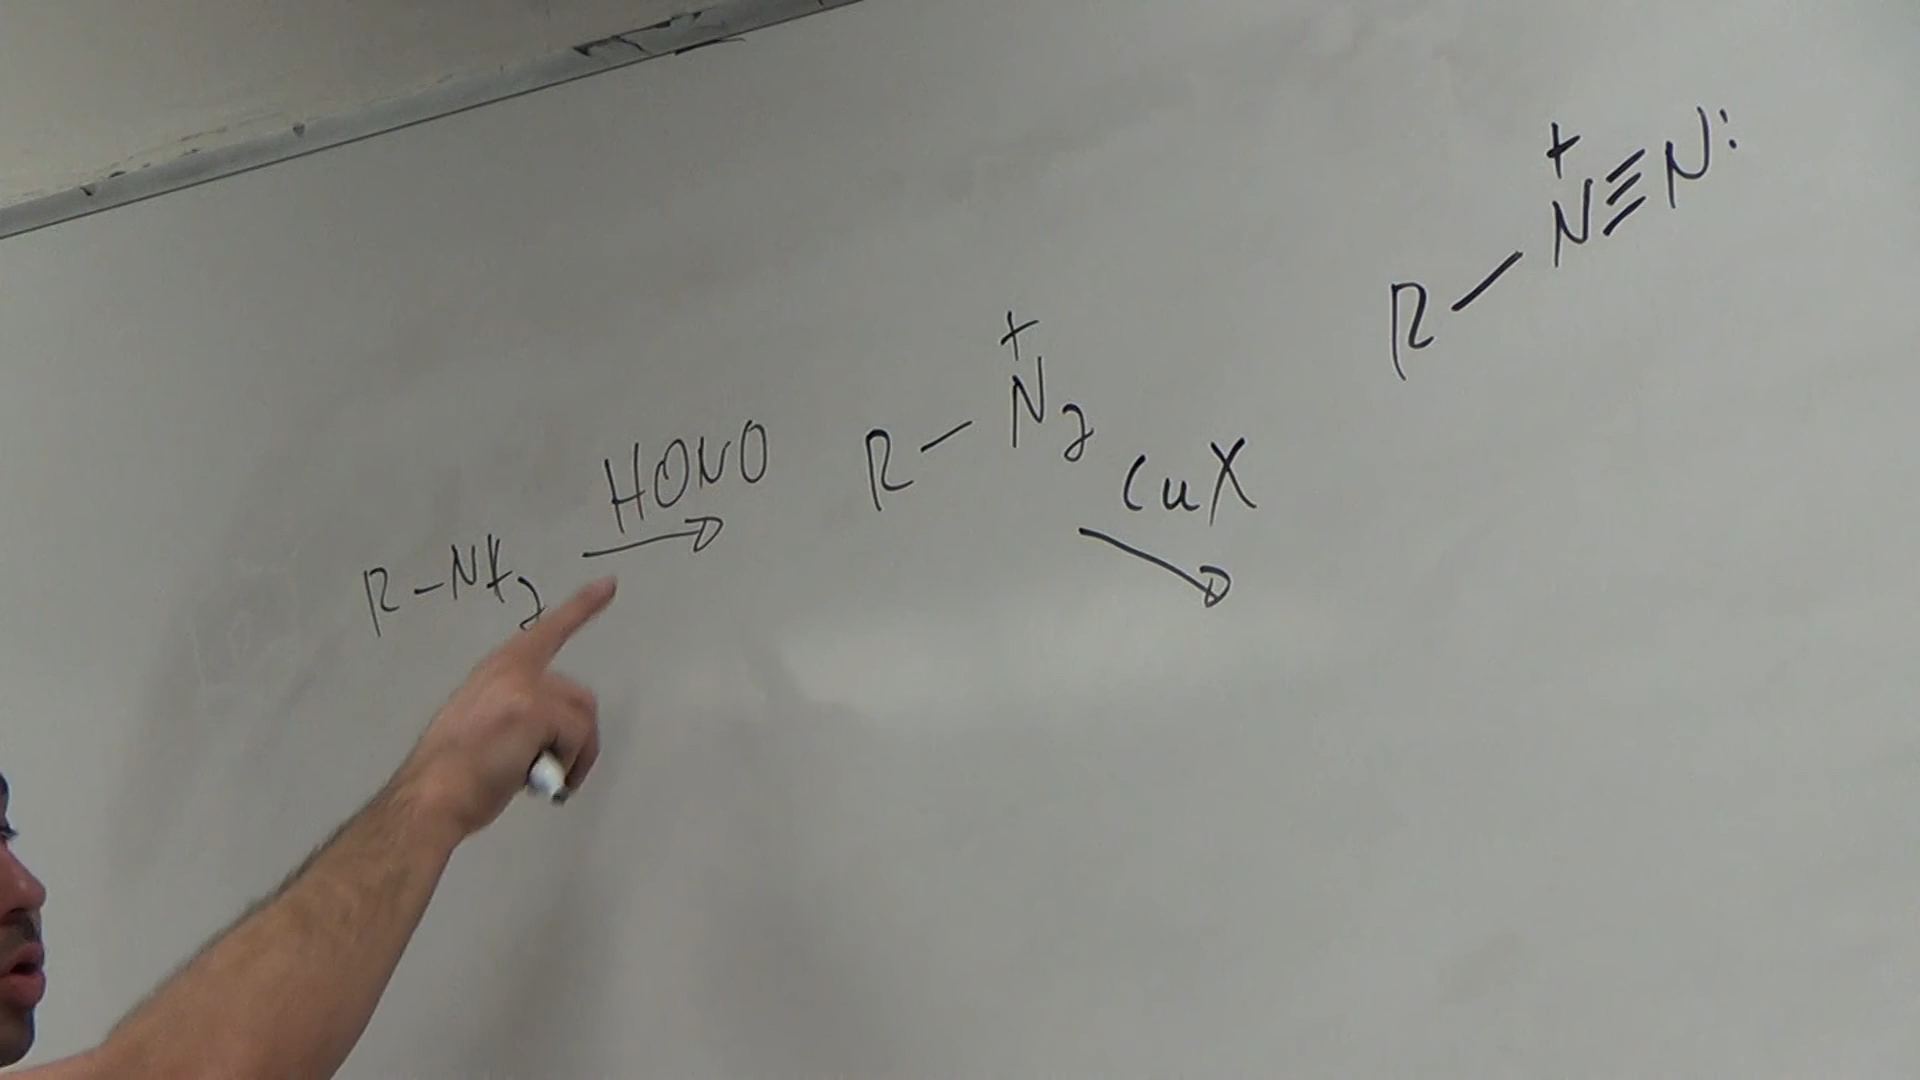 R-N⁺≡N:
R-NH₂ HONO → R-N₂⁺ CuX →